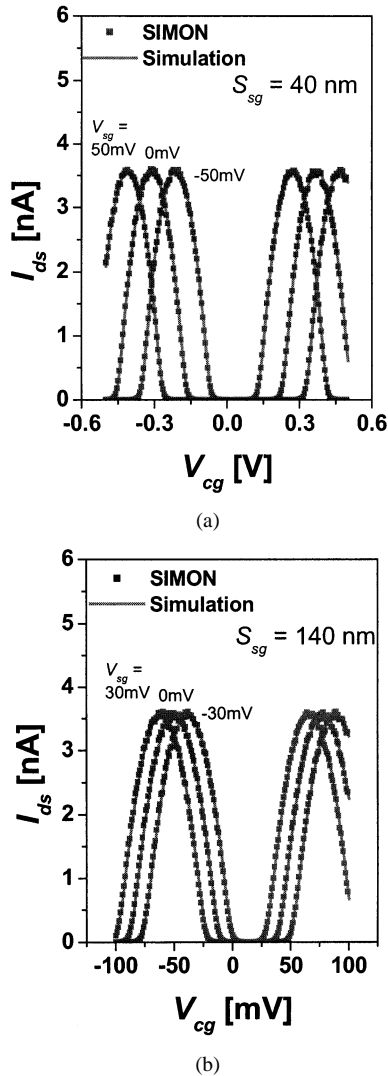 6
5
4
3
2
1
0
I_ds [nA]
SIMON
Simulation
S_sg = 40 nm
V_sg =
50mV 0mV
-50mV
-0.6 -0.3 0.0 0.3 0.6
V_cg [V]
(a)
6
5
4
3
2
1
0
I_ds [nA]
SIMON
Simulation
S_sg = 140 nm
V_sg =
30mV 0mV
-30mV
-100 -50 0 50 100
V_cg [mV]
(b)